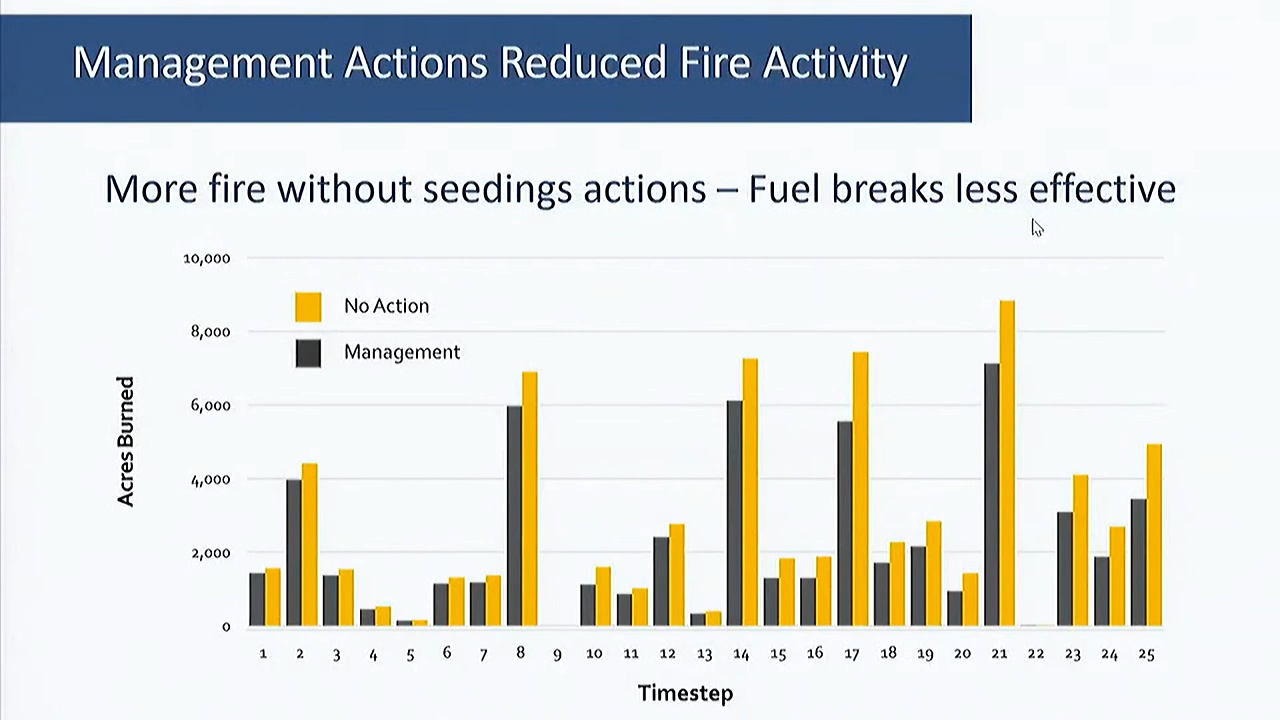 Management Actions Reduced Fire Activity
More fire without seedings actions – Fuel breaks less effective
10,000
No Action
8,000
Management
6,000
4,000
2,000
0
Acres Burned
1 2 3 4 5 6 7 8 9 10 11 12 13 14 15 16 17 18 19 20 21 22 23 24 25
Timestep